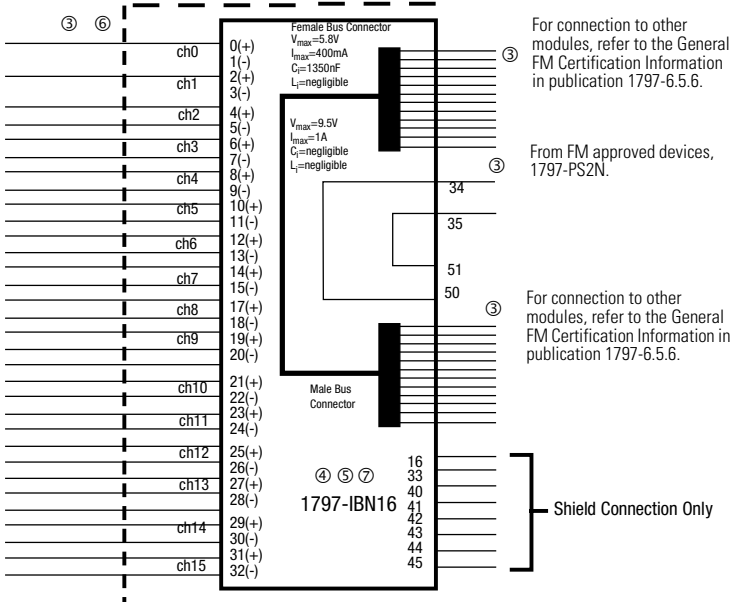 ③ ⑥
ch0
ch1
ch2
ch3
ch4
ch5
ch6
ch7
ch8
ch9
ch10
ch11
ch12
ch13
ch14
ch15
0(+)
1(-)
2(+)
3(-)
4(+)
5(-)
6(+)
7(-)
8(+)
9(-)
10(+)
11(-)
12(+)
13(-)
14(+)
15(-)
17(+)
18(-)
19(+)
20(-)
21(+)
22(-)
23(+)
24(-)
25(+)
26(-)
27(+)
28(-)
29(+)
30(-)
31(+)
32(-)
Female Bus Connector
Vmax=5.8V
Imax=400mA
Ci=1350nF
Li=negligible
Vmax=9.5V
Imax=1A
Ci=negligible
Li=negligible
Male Bus
Connector
④ ⑤ ⑦
1797-IBN16
③
For connection to other
modules, refer to the General
FM Certification Information
in publication 1797-6.5.6.
③
From FM approved devices,
1797-PS2N.
34
35
51
50
③
For connection to other
modules, refer to the General
FM Certification Information in
publication 1797-6.5.6.
16
33
40
41
42
43
44
45
Shield Connection Only